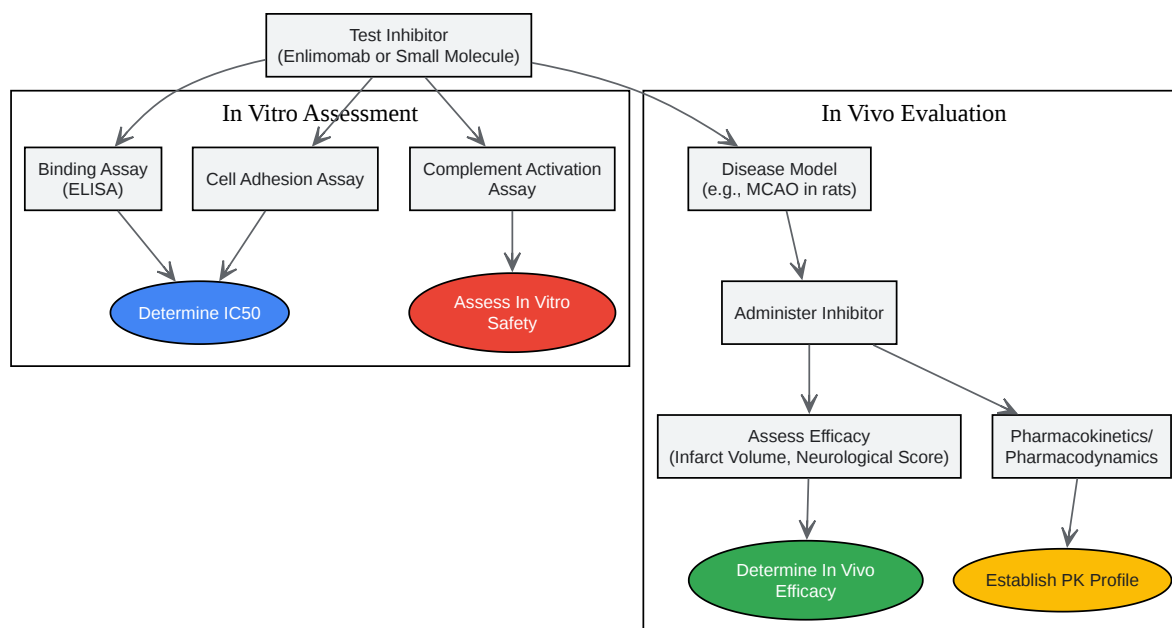 Test Inhibitor
(Enlimomab or Small Molecule)
In Vitro Assessment
In Vivo Evaluation
Binding Assay
(ELISA)
Cell Adhesion Assay
Complement Activation
Assay
Disease Model
(e.g., MCAO in rats)
Determine IC50
Assess In Vitro
Safety
Administer Inhibitor
Assess Efficacy
(Infarct Volume, Neurological Score)
Pharmacokinetics/
Pharmacodynamics
Determine In Vivo
Efficacy
Establish PK Profile